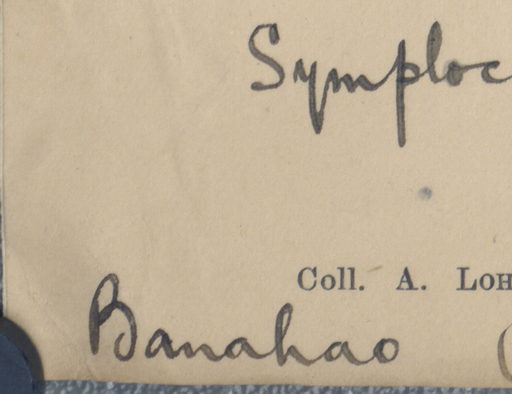 Symploc
Coll. A. LOH
Banahao (